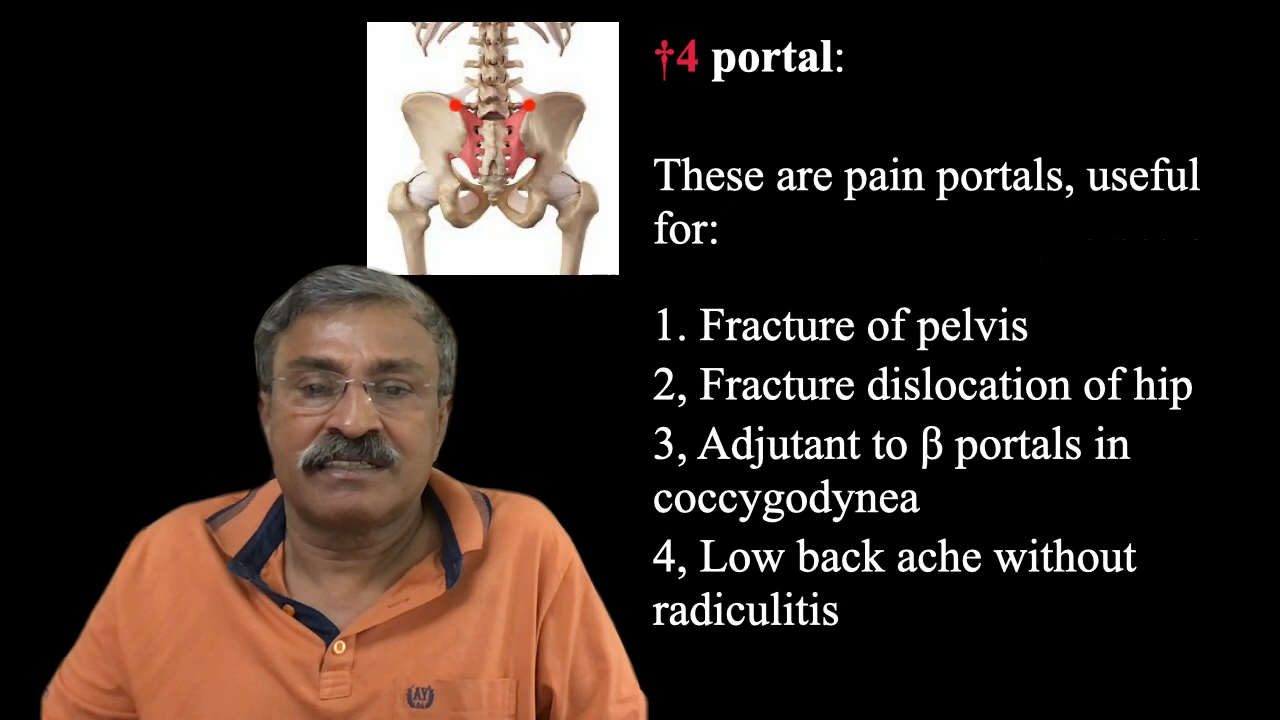 †4 portal:
These are pain portals, useful
for:
1. Fracture of pelvis
2, Fracture dislocation of hip
3, Adjutant to β portals in
coccygodynea
4, Low back ache without
radiculitis
AY